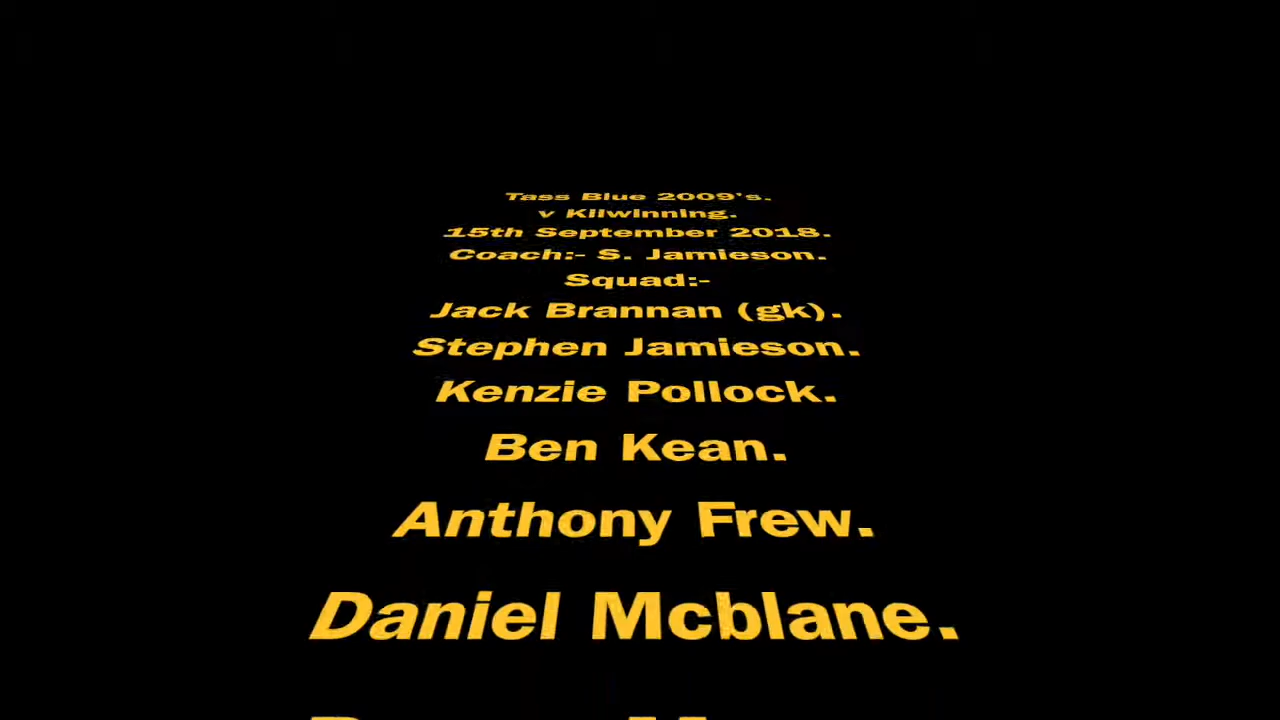 Tass Blue 2009's.
v Kilwinning.
15th September 2018.
Coach:- S. Jamieson.
Squad:-
Jack Brannan (gk).
Stephen Jamieson.
Kenzie Pollock.
Ben Kean.
Anthony Frew.
Daniel Mcblane.